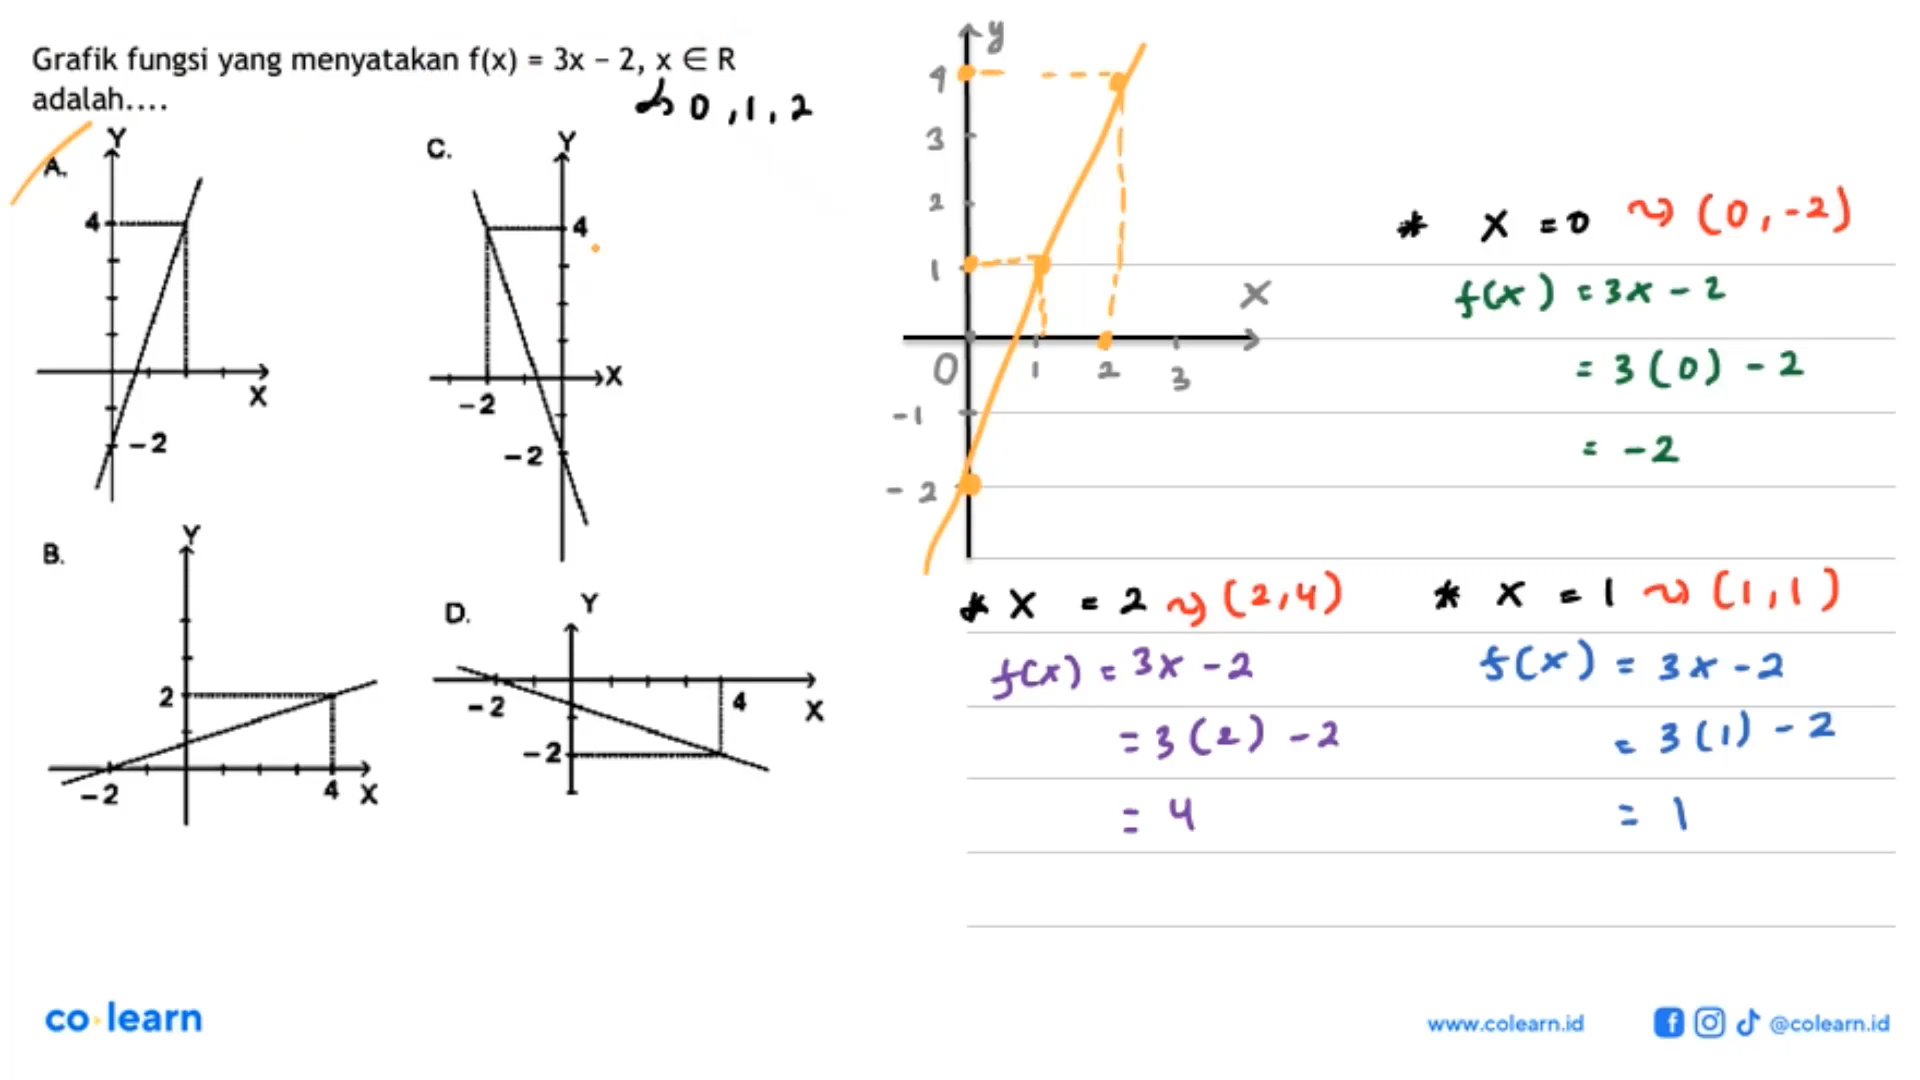 Grafik fungsi yang menyatakan f(x) = 3x – 2, x ∈ R
adalah....
0 , 1 , 2
A.
Y
4
X
-2
C.
Y
4
X
-2
-2
B.
Y
2
-2
4
X
D.
Y
-2
4
X
-2
y
4
3
2
1
X
0
1
2
3
-1
-2
* X = 0 ~> (0, -2)
f(x) = 3x - 2
= 3(0) - 2
= -2
* X = 2 ~> (2,4)
f(x) = 3x - 2
= 3(2) - 2
= 4
* X = 1 ~> (1,1)
f(x) = 3x - 2
= 3(1) - 2
= 1
co learn
www.colearn.id
@colearn.id